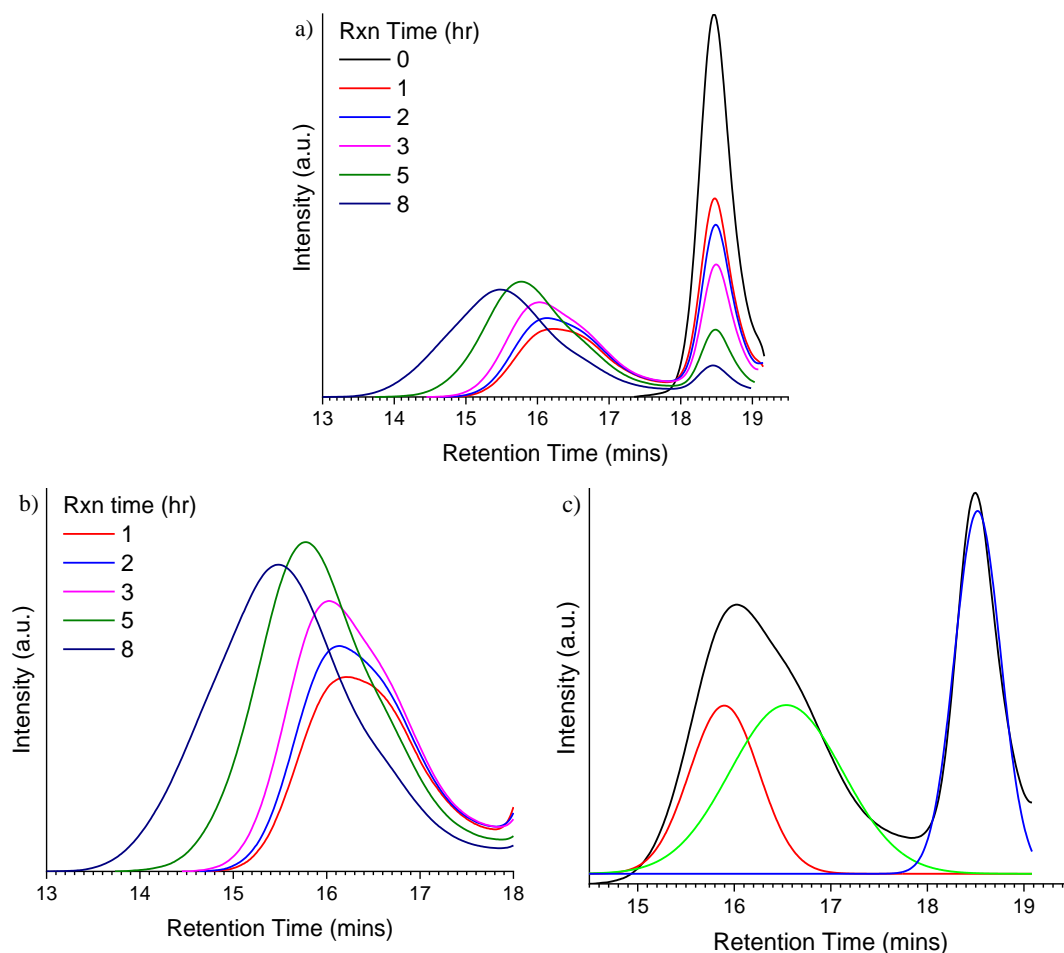 a)
Rxn Time (hr)
0
1
2
3
5
8
Intensity (a.u.)
13 14 15 16 17 18 19
Retention Time (mins)
b)
Rxn time (hr)
1
2
3
5
8
Intensity (a.u.)
13 14 15 16 17 18
Retention Time (mins)
c)
Intensity (a.u.)
15 16 17 18 19
Retention Time (mins)